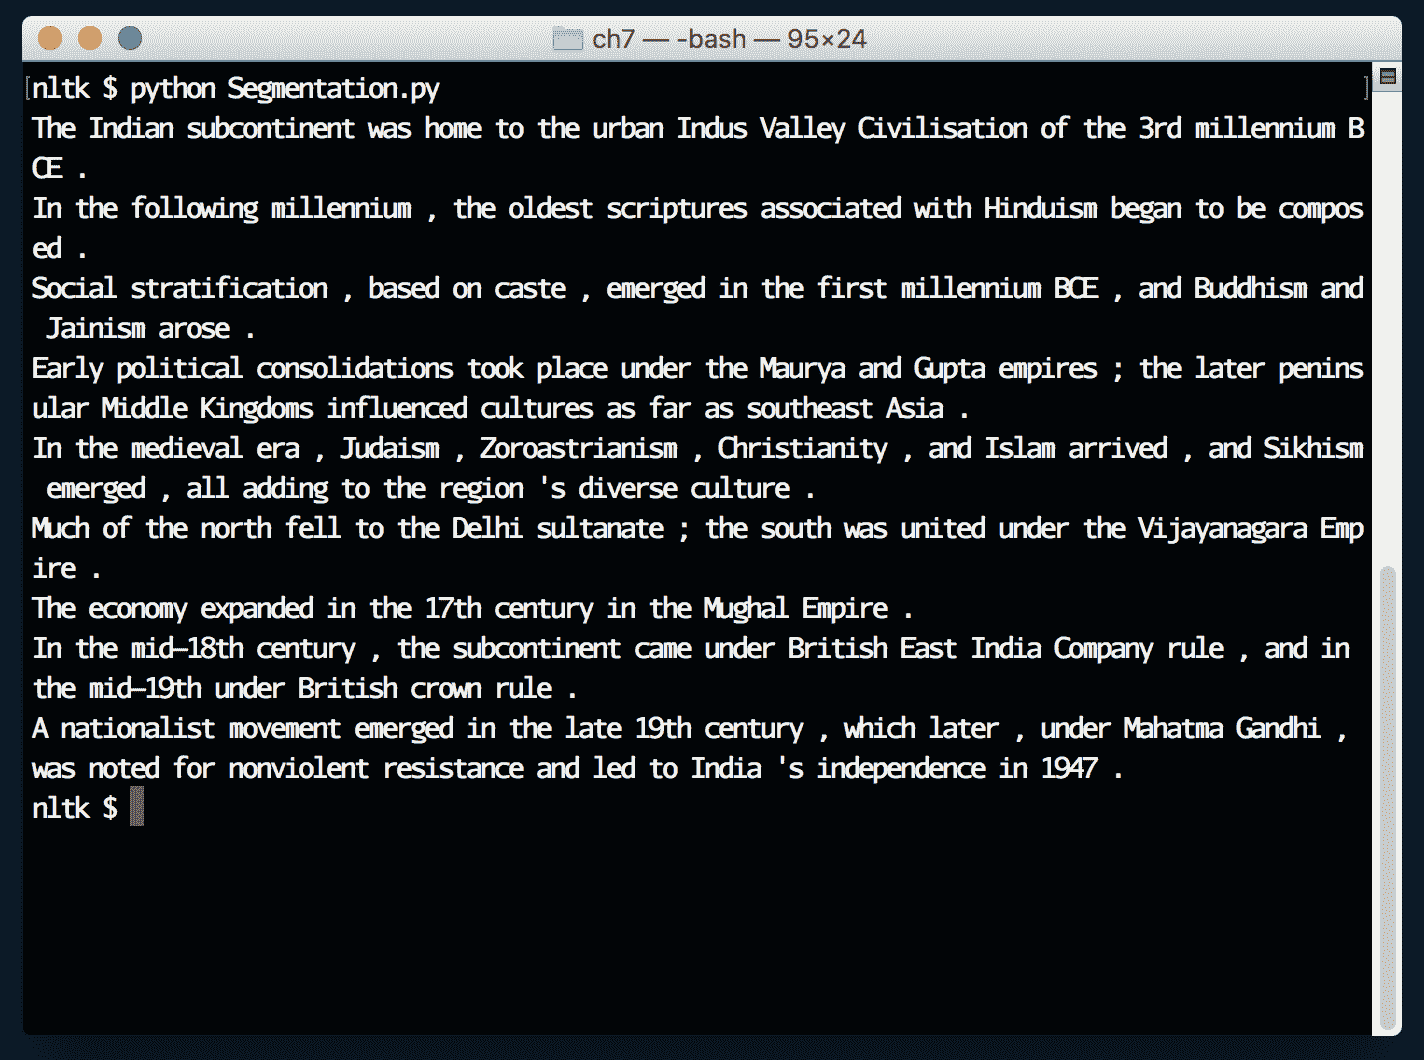 ch7 — -bash — 95×24
nltk $ python Segmentation.py
The Indian subcontinent was home to the urban Indus Valley Civilisation of the 3rd millennium B
CE .
In the following millennium , the oldest scriptures associated with Hinduism began to be compos
ed .
Social stratification , based on caste , emerged in the first millennium BCE , and Buddhism and
 Jainism arose .
Early political consolidations took place under the Maurya and Gupta empires ; the later penins
ular Middle Kingdoms influenced cultures as far as southeast Asia .
In the medieval era , Judaism , Zoroastrianism , Christianity , and Islam arrived , and Sikhism
 emerged , all adding to the region 's diverse culture .
Much of the north fell to the Delhi sultanate ; the south was united under the Vijayanagara Emp
ire .
The economy expanded in the 17th century in the Mughal Empire .
In the mid-18th century , the subcontinent came under British East India Company rule , and in
the mid-19th under British crown rule .
A nationalist movement emerged in the late 19th century , which later , under Mahatma Gandhi ,
was noted for nonviolent resistance and led to India 's independence in 1947 .
nltk $